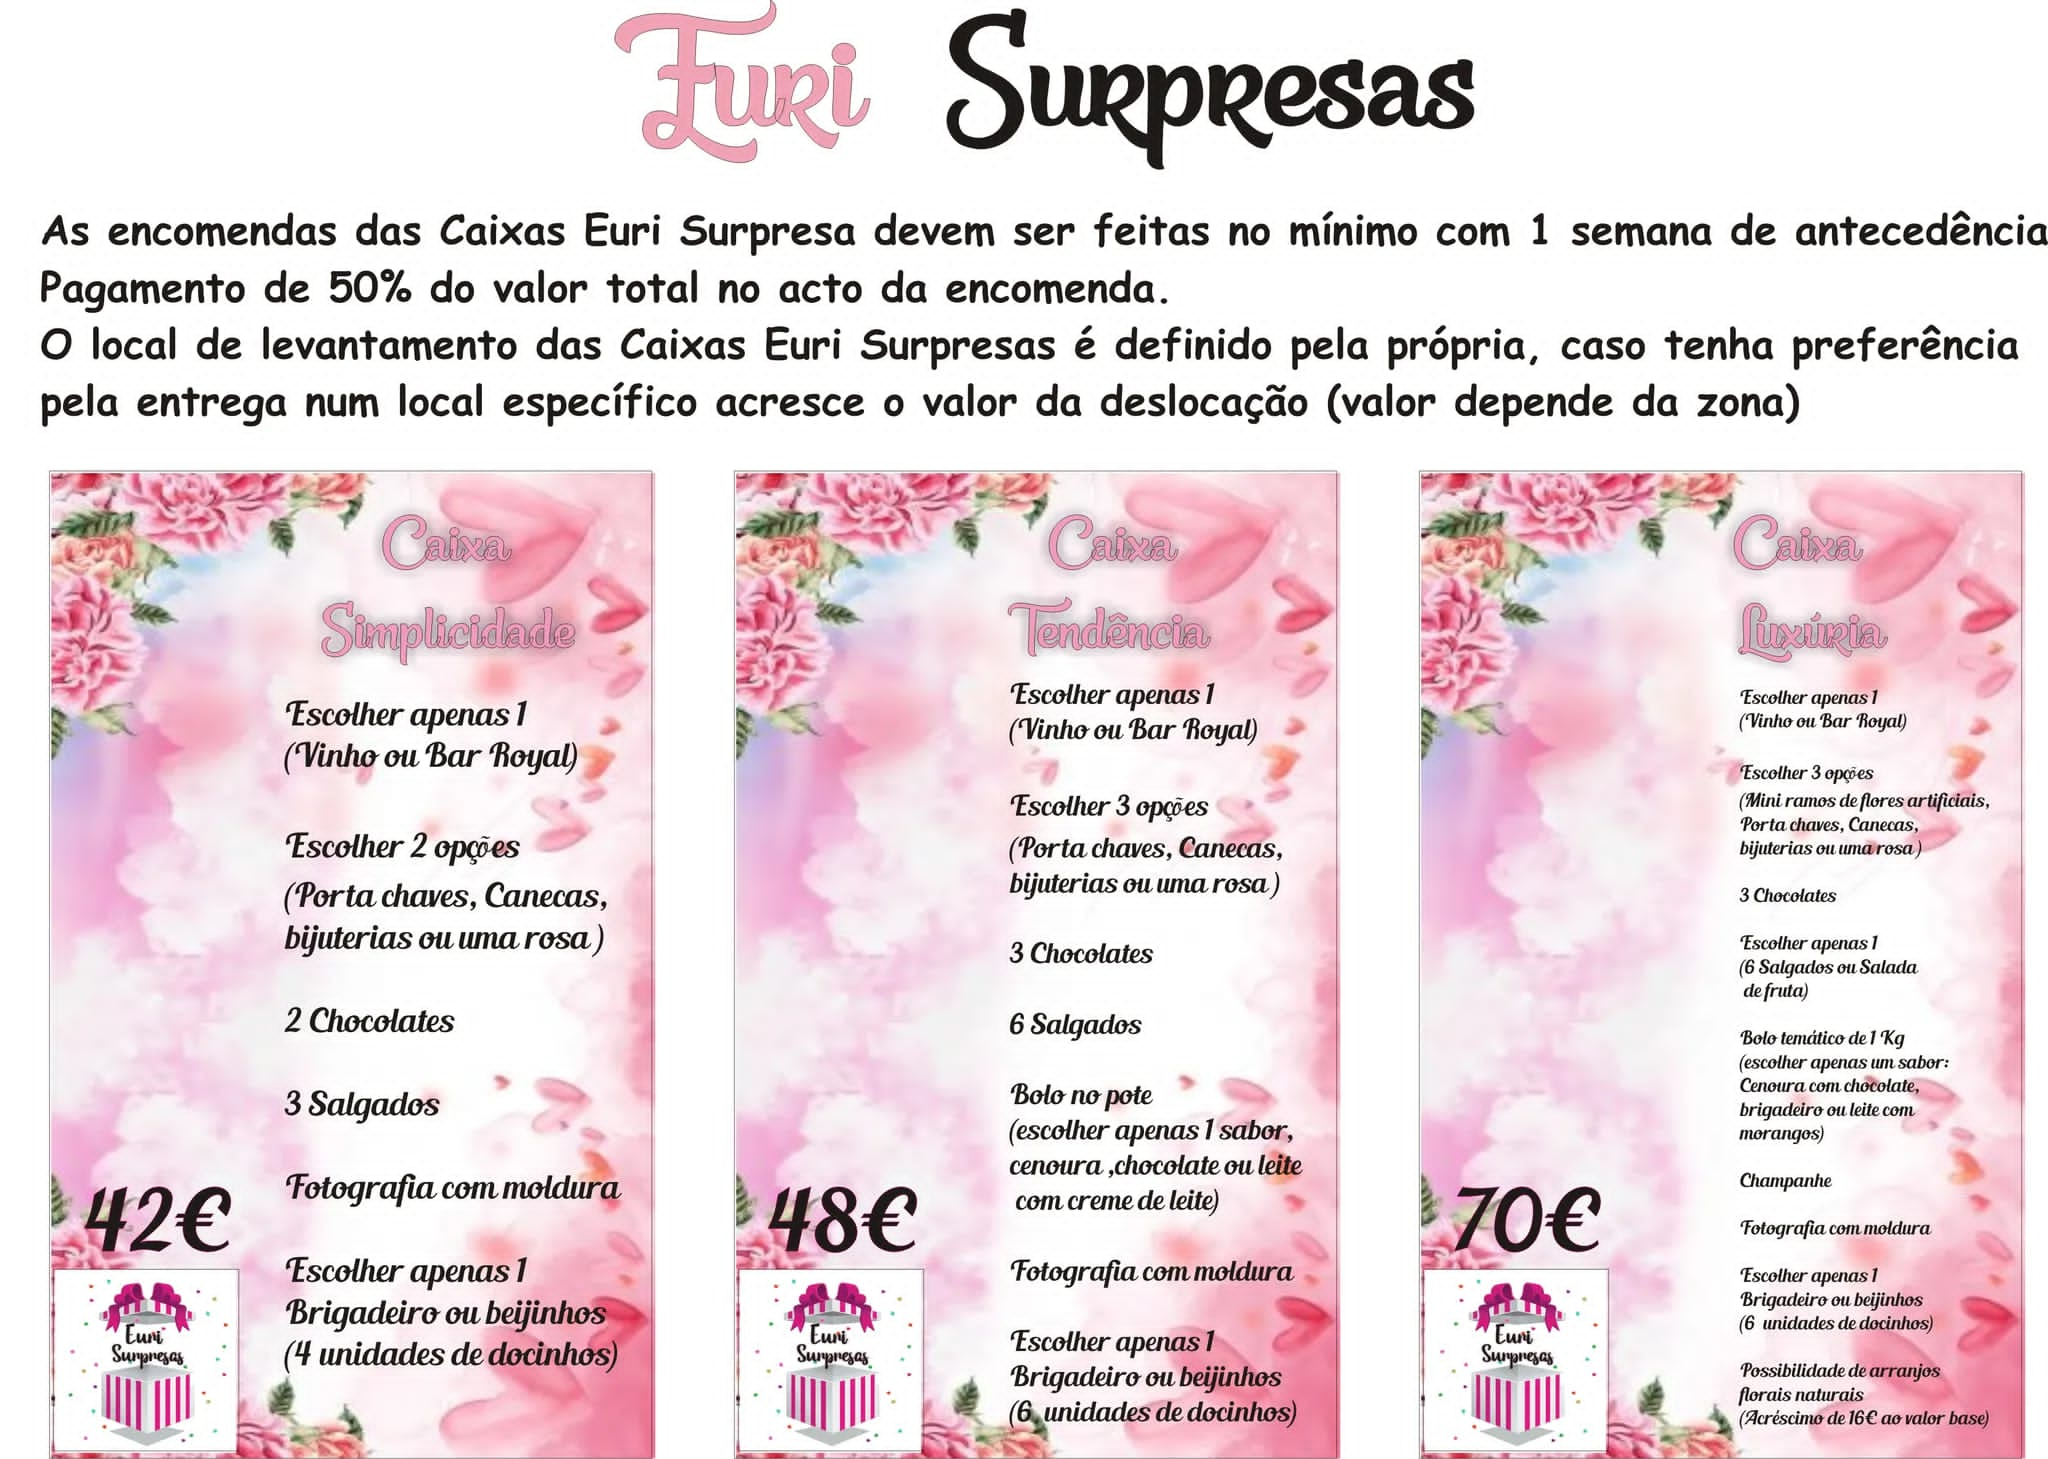 Euri Surpresas
As encomendas das Caixas Euri Surpresa devem ser feitas no mínimo com 1 semana de antecedência
Pagamento de 50% do valor total no acto da encomenda.
O local de levantamento das Caixas Euri Surpresas é definido pela própria, caso tenha preferência
pela entrega num local específico acresce o valor da deslocação (valor depende da zona)
Caixa
Simplicidade
Escolher apenas 1
(Vinho ou Bar Royal)
Escolher 2 opções
(Porta chaves, Canecas,
bijuterias ou uma rosa)
2 Chocolates
3 Salgados
Fotografia com moldura
Escolher apenas 1
Brigadeiro ou beijinhos
(4 unidades de docinhos)
42€
Euri
Surpresas
Caixa
Tendência
Escolher apenas 1
(Vinho ou Bar Royal)
Escolher 3 opções
(Porta chaves, Canecas,
bijuterias ou uma rosa)
3 Chocolates
6 Salgados
Bolo no pote
(escolher apenas 1 sabor,
cenoura ,chocolate ou leite
com creme de leite)
Fotografia com moldura
Escolher apenas 1
Brigadeiro ou beijinhos
(6 unidades de docinhos)
48€
Euri
Surpresas
Caixa
Luxúria
Escolher apenas 1
(Vinho ou Bar Royal)
Escolher 3 opções
(Mini ramos de flores artificiais,
Porta chaves, Canecas,
bijuterias ou uma rosa)
3 Chocolates
Escolher apenas 1
(6 Salgados ou Salada
de fruta)
Bolo temático de 1 Kg
(escolher apenas um sabor:
Cenoura com chocolate,
brigadeiro ou leite com
morangos)
Champanhe
Fotografia com moldura
Escolher apenas 1
Brigadeiro ou beijinhos
(6 unidades de docinhos)
Possibilidade de arranjos
florais naturais
(Acréscimo de 16€ ao valor base)
70€
Euri
Surpresas